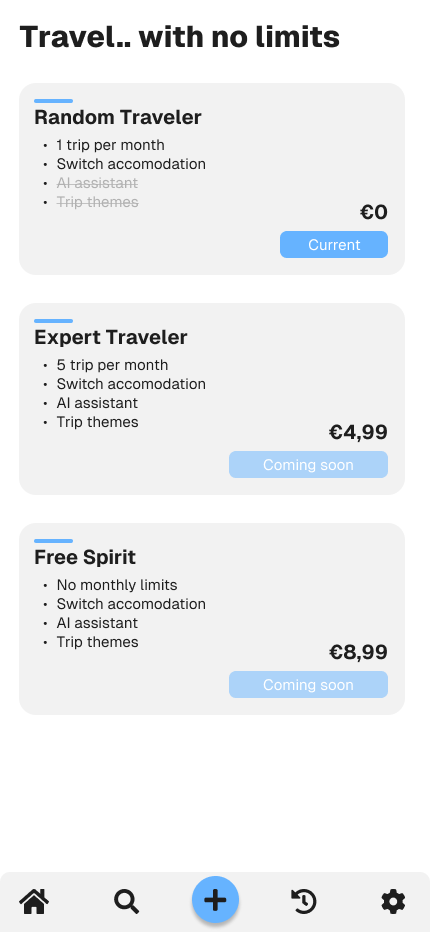 Travel.. with no limits
Random Traveler
• 1 trip per month
• Switch accomodation
• AI assistant
• Trip themes
€0
Current
Expert Traveler
• 5 trip per month
• Switch accomodation
• AI assistant
• Trip themes
€4,99
Coming soon
Free Spirit
• No monthly limits
• Switch accomodation
• AI assistant
• Trip themes
€8,99
Coming soon